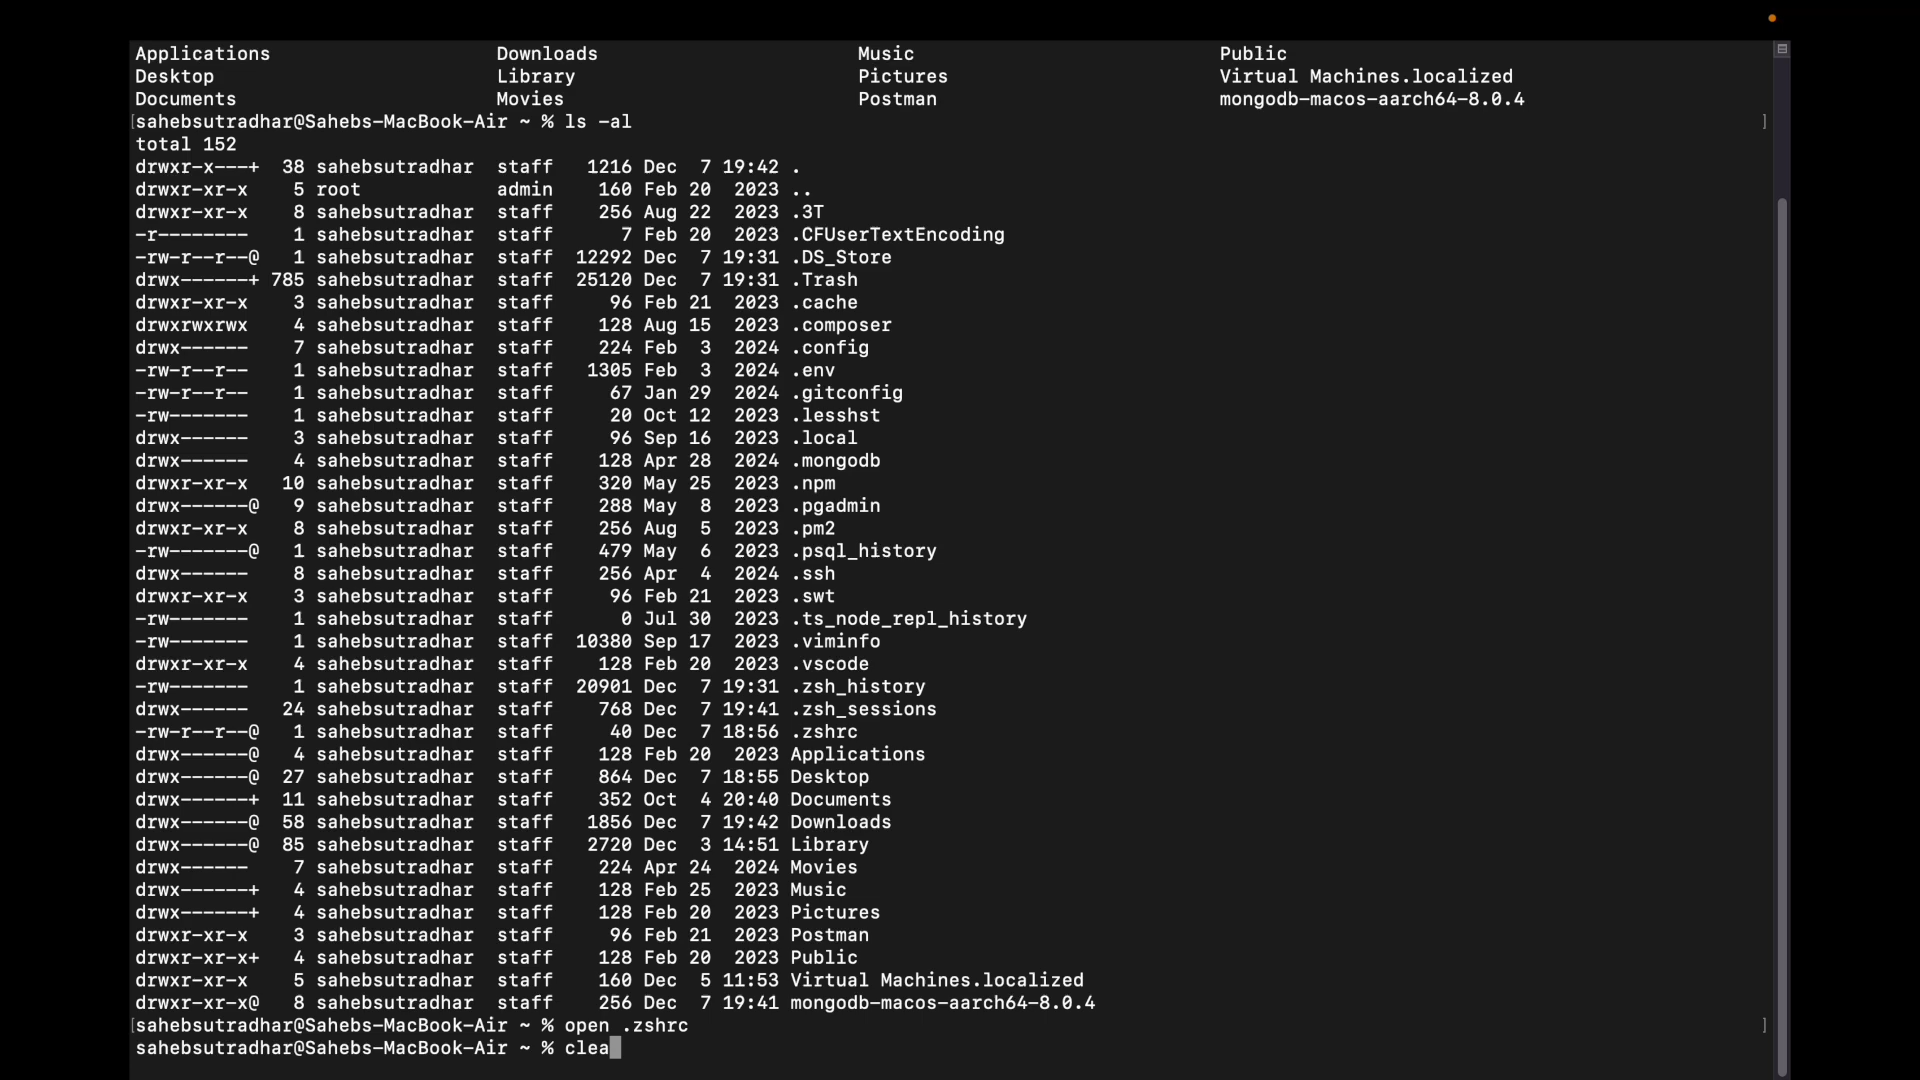 Applications Downloads Music Public
Desktop Library Pictures Virtual Machines.localized
Documents Movies Postman mongodb-macos-aarch64-8.0.4
[sahebsutradhar@Sahebs-MacBook-Air ~ % ls -al ]
total 152
drwxr-x---+ 38 sahebsutradhar staff 1216 Dec 7 19:42 .
drwxr-xr-x 5 root admin 160 Feb 20 2023 ..
drwxr-xr-x 8 sahebsutradhar staff 256 Aug 22 2023 .3T
-r-------- 1 sahebsutradhar staff 7 Feb 20 2023 .CFUserTextEncoding
-rw-r--r--@ 1 sahebsutradhar staff 12292 Dec 7 19:31 .DS_Store
drwx------+ 785 sahebsutradhar staff 25120 Dec 7 19:31 .Trash
drwxr-xr-x 3 sahebsutradhar staff 96 Feb 21 2023 .cache
drwxrwxrwx 4 sahebsutradhar staff 128 Aug 15 2023 .composer
drwx------ 7 sahebsutradhar staff 224 Feb 3 2024 .config
-rw-r--r-- 1 sahebsutradhar staff 1305 Feb 3 2024 .env
-rw-r--r-- 1 sahebsutradhar staff 67 Jan 29 2024 .gitconfig
-rw------- 1 sahebsutradhar staff 20 Oct 12 2023 .lesshst
drwx------ 3 sahebsutradhar staff 96 Sep 16 2023 .local
drwx------ 4 sahebsutradhar staff 128 Apr 28 2024 .mongodb
drwxr-xr-x 10 sahebsutradhar staff 320 May 25 2023 .npm
drwx------@ 9 sahebsutradhar staff 288 May 8 2023 .pgadmin
drwxr-xr-x 8 sahebsutradhar staff 256 Aug 5 2023 .pm2
-rw-------@ 1 sahebsutradhar staff 479 May 6 2023 .psql_history
drwx------ 8 sahebsutradhar staff 256 Apr 4 2024 .ssh
drwxr-xr-x 3 sahebsutradhar staff 96 Feb 21 2023 .swt
-rw------- 1 sahebsutradhar staff 0 Jul 30 2023 .ts_node_repl_history
-rw------- 1 sahebsutradhar staff 10380 Sep 17 2023 .viminfo
drwxr-xr-x 4 sahebsutradhar staff 128 Feb 20 2023 .vscode
-rw------- 1 sahebsutradhar staff 20901 Dec 7 19:31 .zsh_history
drwx------ 24 sahebsutradhar staff 768 Dec 7 19:41 .zsh_sessions
-rw-r--r--@ 1 sahebsutradhar staff 40 Dec 7 18:56 .zshrc
drwx------@ 4 sahebsutradhar staff 128 Feb 20 2023 Applications
drwx------@ 27 sahebsutradhar staff 864 Dec 7 18:55 Desktop
drwx------+ 11 sahebsutradhar staff 352 Oct 4 20:40 Documents
drwx------@ 58 sahebsutradhar staff 1856 Dec 7 19:42 Downloads
drwx------@ 85 sahebsutradhar staff 2720 Dec 3 14:51 Library
drwx------ 7 sahebsutradhar staff 224 Apr 24 2024 Movies
drwx------+ 4 sahebsutradhar staff 128 Feb 25 2023 Music
drwx------+ 4 sahebsutradhar staff 128 Feb 20 2023 Pictures
drwxr-xr-x 3 sahebsutradhar staff 96 Feb 21 2023 Postman
drwxr-xr-x+ 4 sahebsutradhar staff 128 Feb 20 2023 Public
drwxr-xr-x 5 sahebsutradhar staff 160 Dec 5 11:53 Virtual Machines.localized
drwxr-xr-x@ 8 sahebsutradhar staff 256 Dec 7 19:41 mongodb-macos-aarch64-8.0.4
[sahebsutradhar@Sahebs-MacBook-Air ~ % open .zshrc ]
sahebsutradhar@Sahebs-MacBook-Air ~ % clea